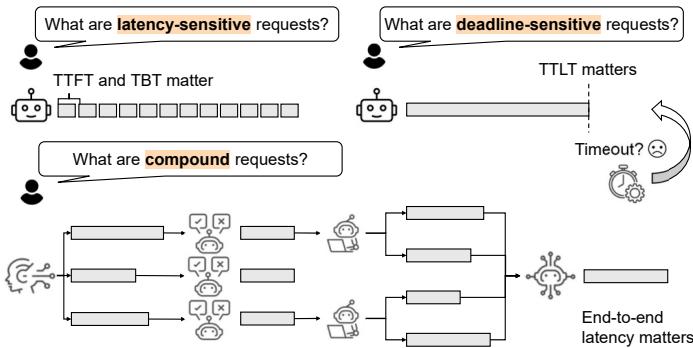 What are latency-sensitive requests?
What are deadline-sensitive requests?
TTFT and TBT matter
TTLT matters
Timeout?
What are compound requests?
End-to-end
latency matters